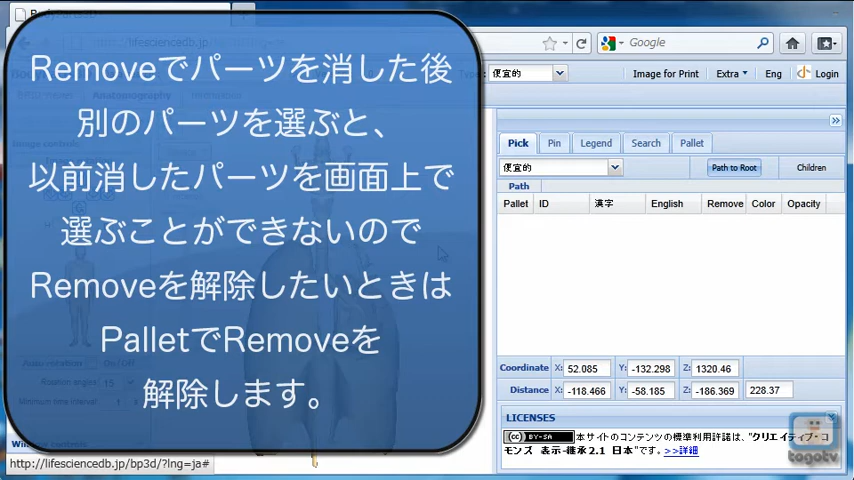 Removeでパーツを消した後
別のパーツを選ぶと、
以前消したパーツを画面上で
選ぶことができないので
Removeを解除したいときは
PalletでRemoveを
解除します。
Google
便宜的
Image for Print
Extra
Eng
Login
Pick
Pin
Legend
Search
Pallet
便宜的
Path to Root
Children
Path
Pallet
ID
漢字
English
Remove
Color
Opacity
Coordinate X: 52.085 Y: -132.298 Z: 1320.46
Distance X: -118.466 Y: -58.185 Z: -186.369 228.37
LICENSES
(cc) BY-SA 本サイトのコンテンツの標準利用許諾は、"クリエイティブ・コ
モンズ 表示-継承2.1 日本"です。 >>詳細
togotv
http://lifesciencedb.jp/bp3d/?lng=ja#